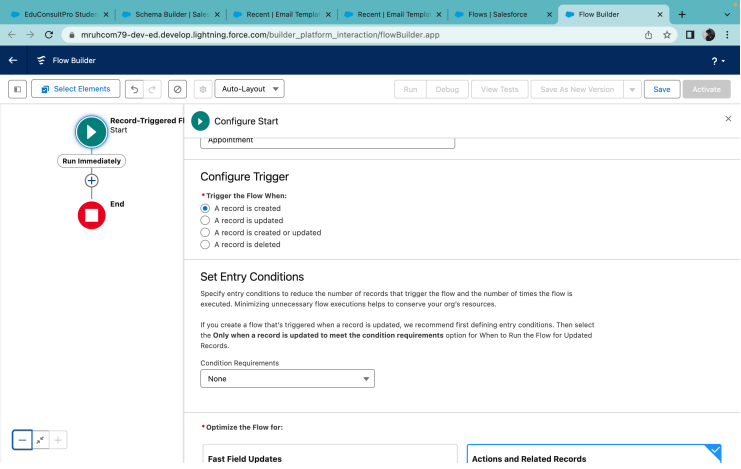 EduConsultPro Studen
Schema Builder | Sales
Recent | Email Templat
Recent | Email Templat
Flows | Salesforce
Flow Builder
mruhcom79-dev-ed.develop.lightning.force.com/builder_platform_interaction/flowBuilder.app
Flow Builder
?
Select Elements
Auto-Layout
Run
Debug
View Tests
Save As New Version
Save
Activate
Record-Triggered Fl
Start
Run Immediately
End
Configure Start
Appointment
Configure Trigger
*Trigger the Flow When:
A record is created
A record is updated
A record is created or updated
A record is deleted
Set Entry Conditions
Specify entry conditions to reduce the number of records that trigger the flow and the number of times the flow is
executed. Minimizing unnecessary flow executions helps to conserve your org's resources.
If you create a flow that's triggered when a record is updated, we recommend first defining entry conditions. Then select
the Only when a record is updated to meet the condition requirements option for When to Run the Flow for Updated
Records.
Condition Requirements
None
*Optimize the Flow for:
Fast Field Updates
Actions and Related Records